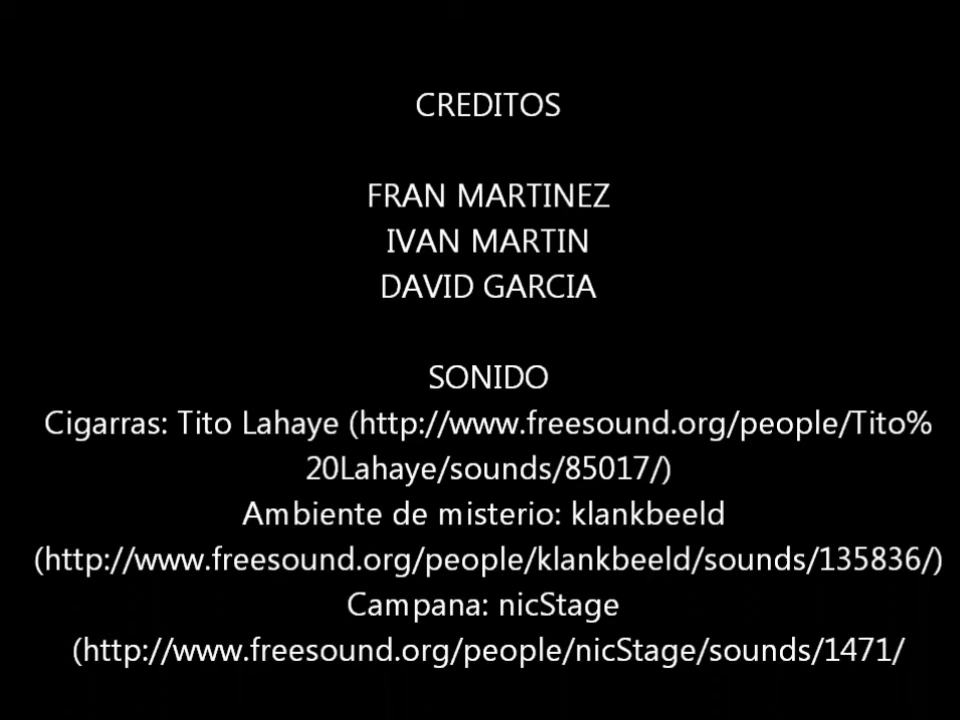 CREDITOS
FRAN MARTINEZ
IVAN MARTIN
DAVID GARCIA
SONIDO
Cigarras: Tito Lahaye (http://www.freesound.org/people/Tito%
20Lahaye/sounds/85017/)
Ambiente de misterio: klankbeeld
(http://www.freesound.org/people/klankbeeld/sounds/135836/)
Campana: nicStage
(http://www.freesound.org/people/nicStage/sounds/1471/